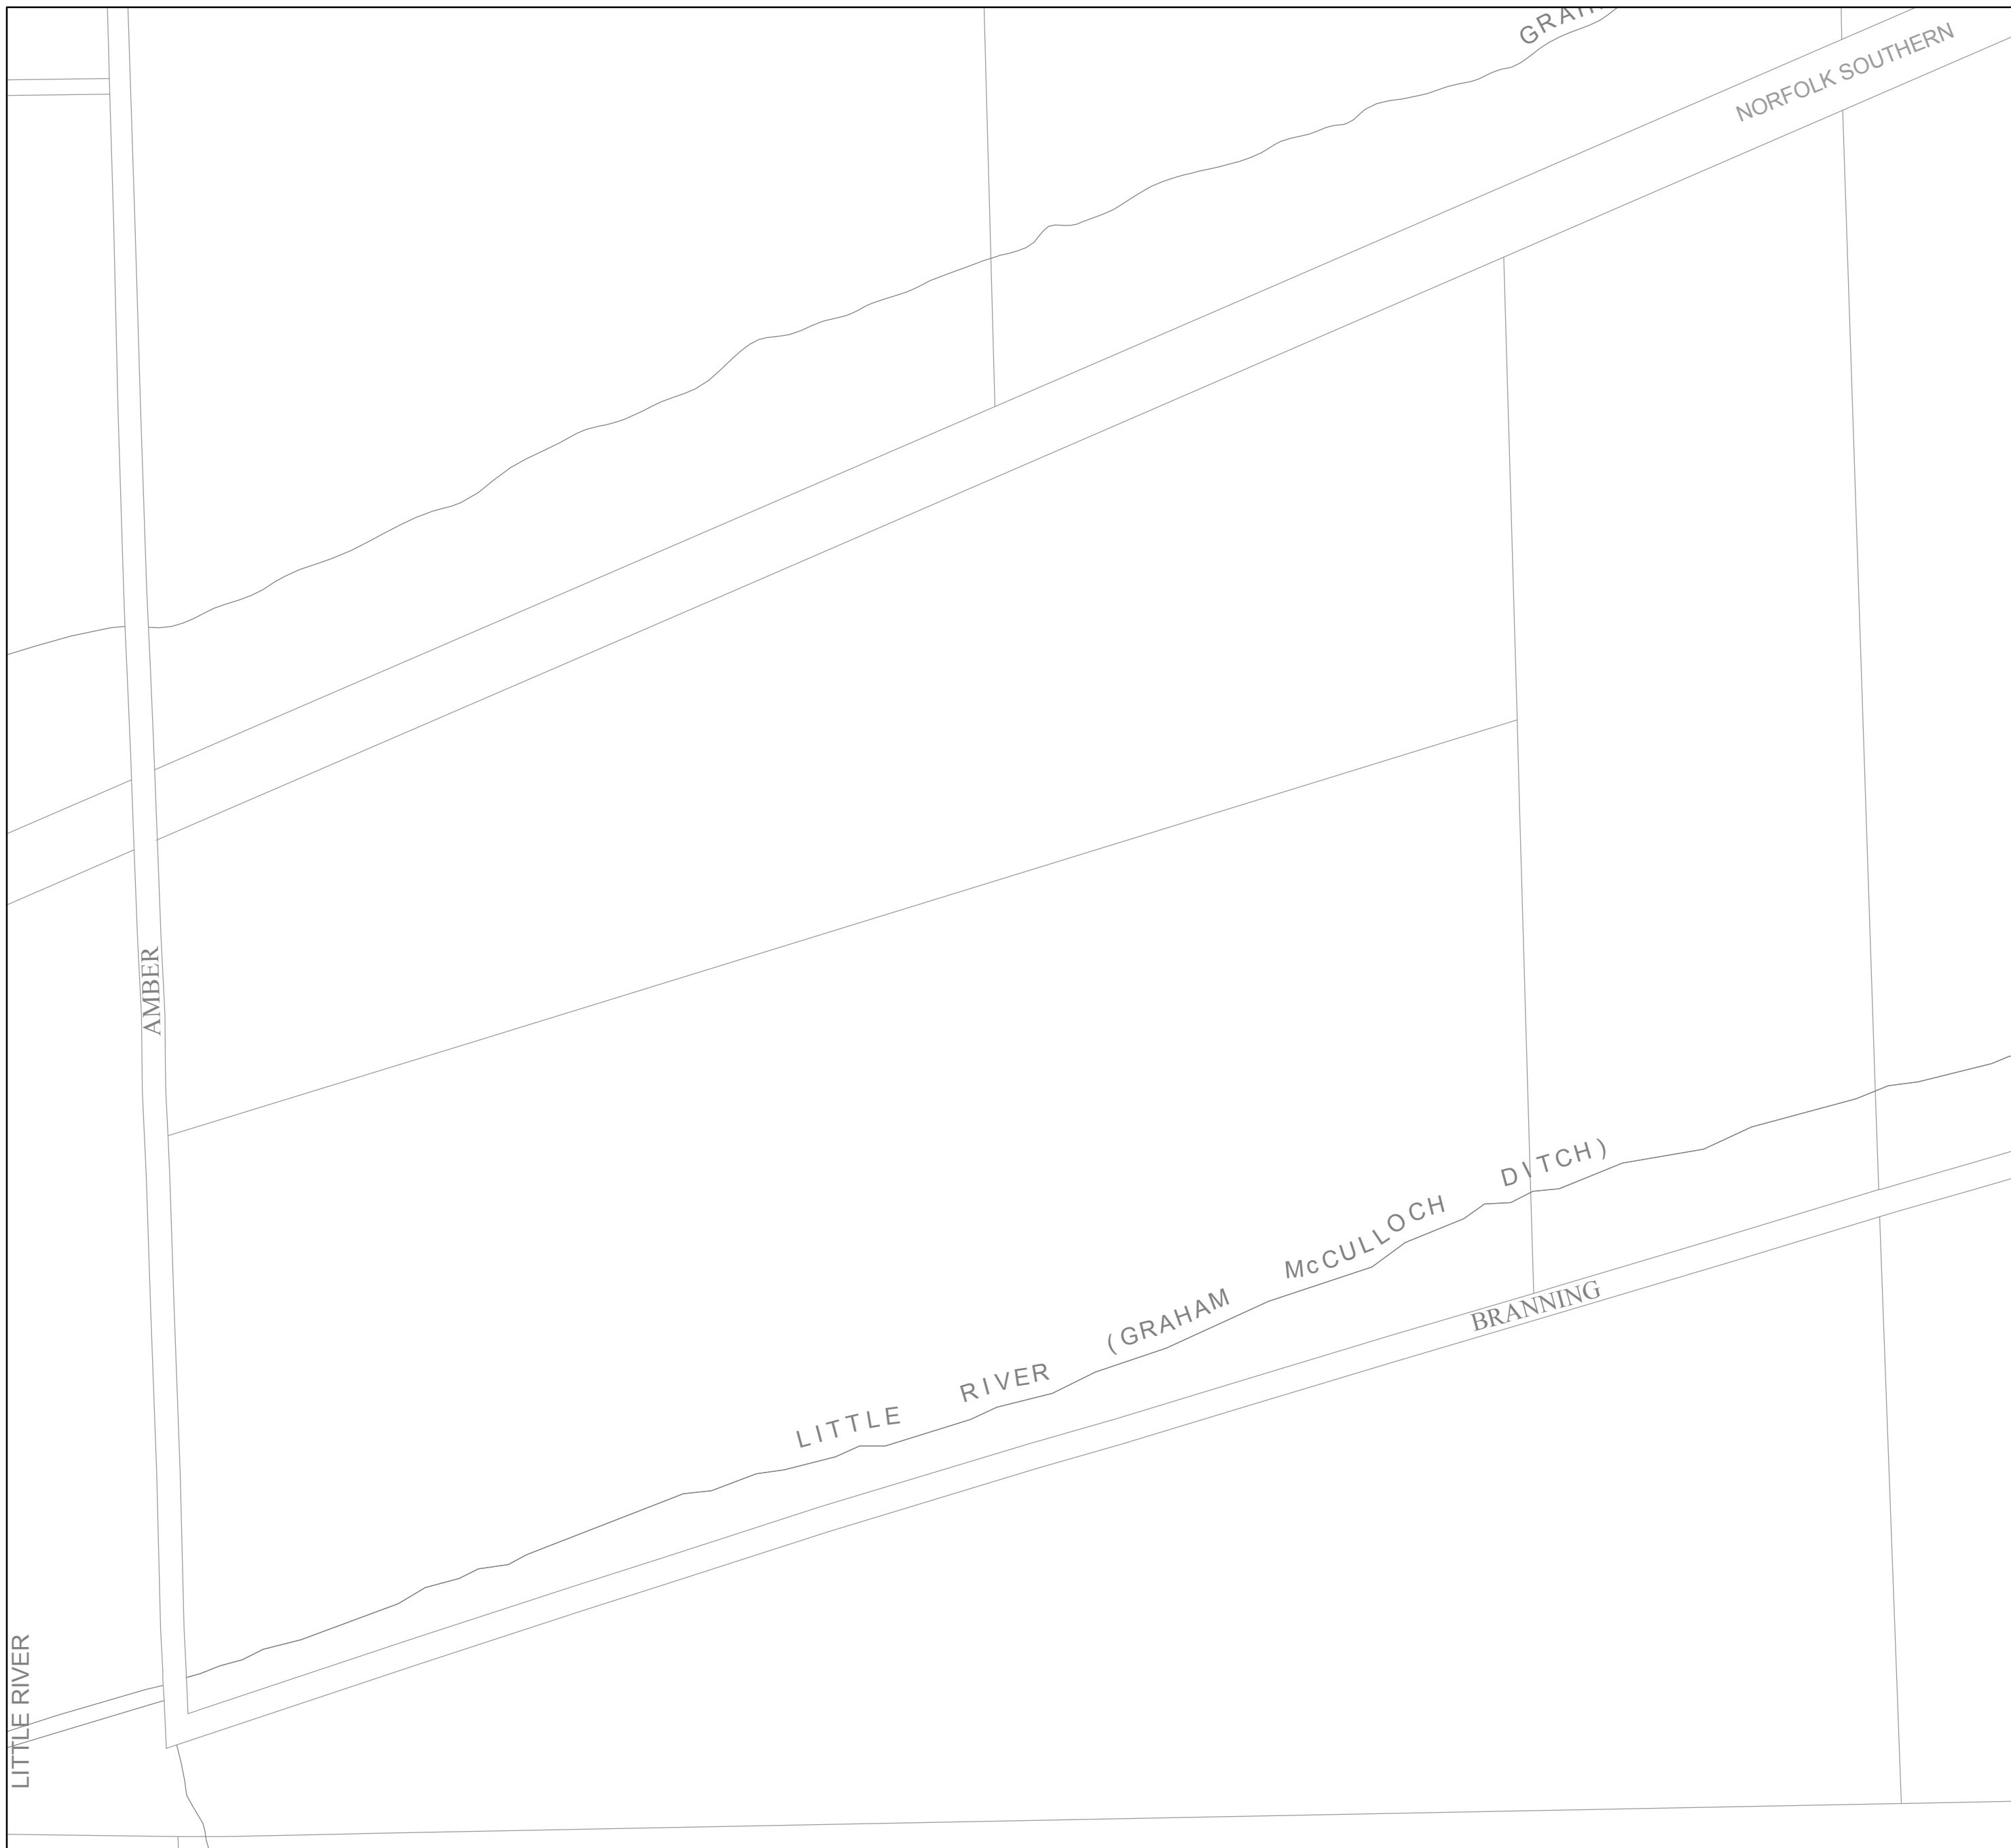 NORFOLK SOUTHERN
AMBER
LITTLE RIVER (GRAHAM McCULLOCH DITCH)
BRANNING
LITTLE RIVER